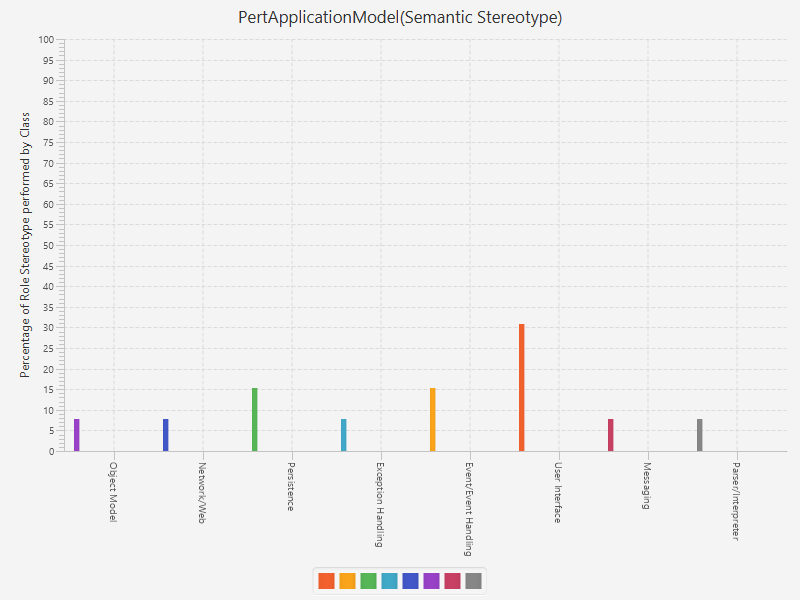 PertApplicationModel(Semantic Stereotype)
Percentage of Role Stereotype performed by Class
100
95
90
85
80
75
70
65
60
55
50
45
40
35
30
25
20
15
10
5
0
Object Model
Network/Web
Persistence
Exception Handling
Event/Event Handling
User Interface
Messaging
Parser/Interpreter